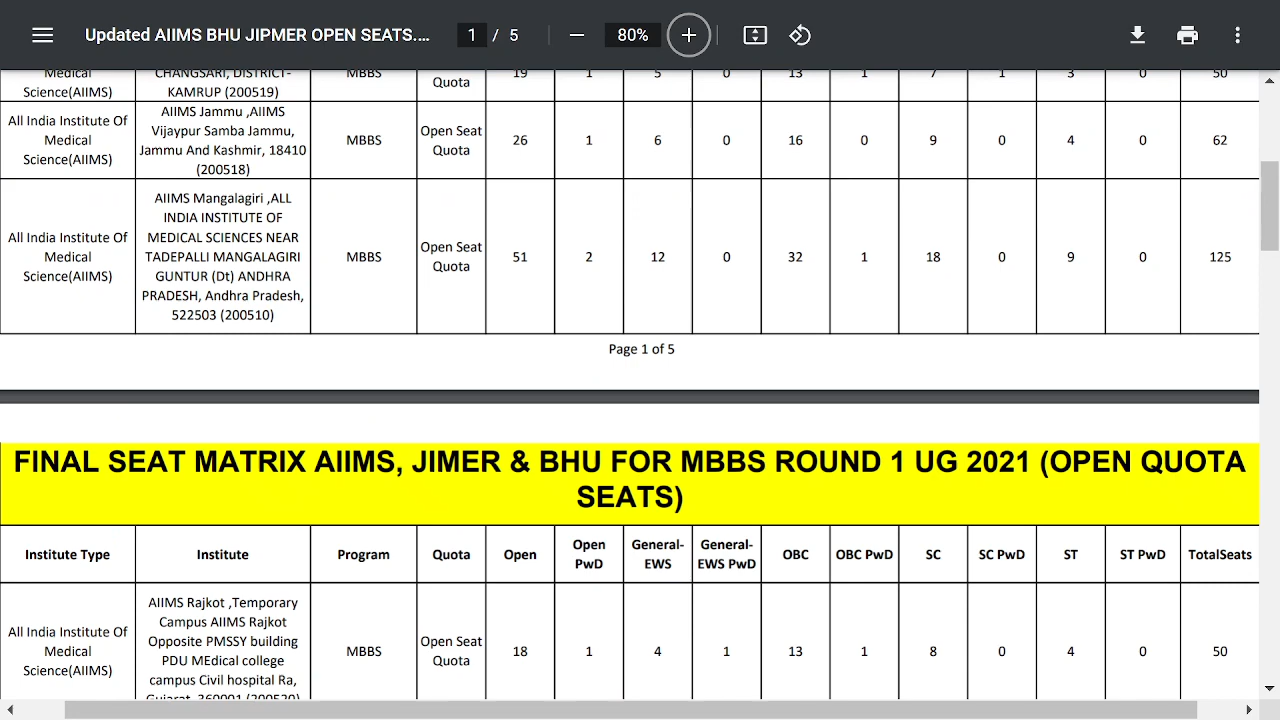 Updated AIIMS BHU JIPMER OPEN SEATS.... 1 / 5 80%
Medical Science(AIIMS) CHANGSARI, DISTRICT- KAMRUP (200519) MBBS Quota 19 1 5 0 13 1 7 1 3 0 50
All India Institute Of Medical Science(AIIMS) AIIMS Jammu ,AIIMS Vijaypur Samba Jammu, Jammu And Kashmir, 18410 (200518) MBBS Open Seat Quota 26 1 6 0 16 0 9 0 4 0 62
All India Institute Of Medical Science(AIIMS) AIIMS Mangalagiri ,ALL INDIA INSTITUTE OF MEDICAL SCIENCES NEAR TADEPALLI MANGALAGIRI GUNTUR (Dt) ANDHRA PRADESH, Andhra Pradesh, 522503 (200510) MBBS Open Seat Quota 51 2 12 0 32 1 18 0 9 0 125
Page 1 of 5
FINAL SEAT MATRIX AIIMS, JIMER & BHU FOR MBBS ROUND 1 UG 2021 (OPEN QUOTA
SEATS)
Institute Type Institute Program Quota Open Open PwD General-EWS General-EWS PwD OBC OBC PwD SC SC PwD ST ST PwD TotalSeats
All India Institute Of Medical Science(AIIMS) AIIMS Rajkot ,Temporary Campus AIIMS Rajkot Opposite PMSSY building PDU MEdical college campus Civil hospital Ra, Gujarat, 360001 (200520) MBBS Open Seat Quota 18 1 4 1 13 1 8 0 4 0 50